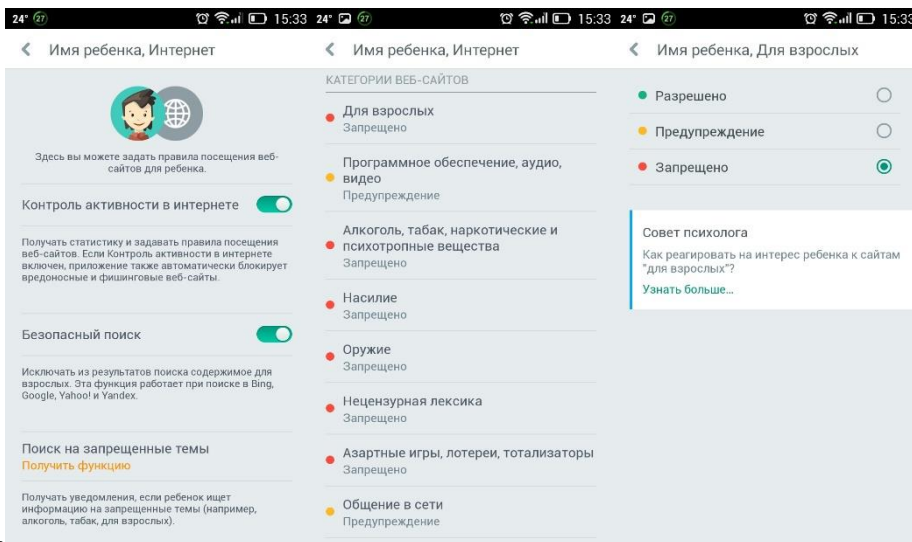 24° 27 15:33
Имя ребенка, Интернет
Здесь вы можете задать правила посещения веб-
сайтов для ребенка.
Контроль активности в интернете
Получать статистику и задавать правила посещения
веб-сайтов. Если Контроль активности в интернете
включен, приложение также автоматически блокирует
вредоносные и фишинговые веб-сайты.
Безопасный поиск
Исключать из результатов поиска содержимое для
взрослых. Эта функция работает при поиске в Bing,
Google, Yahoo! и Yandex.
Поиск на запрещенные темы
Получить функцию
Получать уведомления, если ребенок ищет
информацию на запрещенные темы (например,
алкоголь, табак, для взрослых).
24° 27 15:33
Имя ребенка, Интернет
КАТЕГОРИИ ВЕБ-САЙТОВ
Для взрослых
Запрещено
Программное обеспечение, аудио,
видео
Предупреждение
Алкоголь, табак, наркотические и
психотропные вещества
Запрещено
Насилие
Запрещено
Оружие
Запрещено
Нецензурная лексика
Запрещено
Азартные игры, лотереи, тотализаторы
Запрещено
Общение в сети
Предупреждение
24° 27 15:33
Имя ребенка, Для взрослых
Разрешено
Предупреждение
Запрещено
Совет психолога
Как реагировать на интерес ребенка к сайтам
"для взрослых"?
Узнать больше...